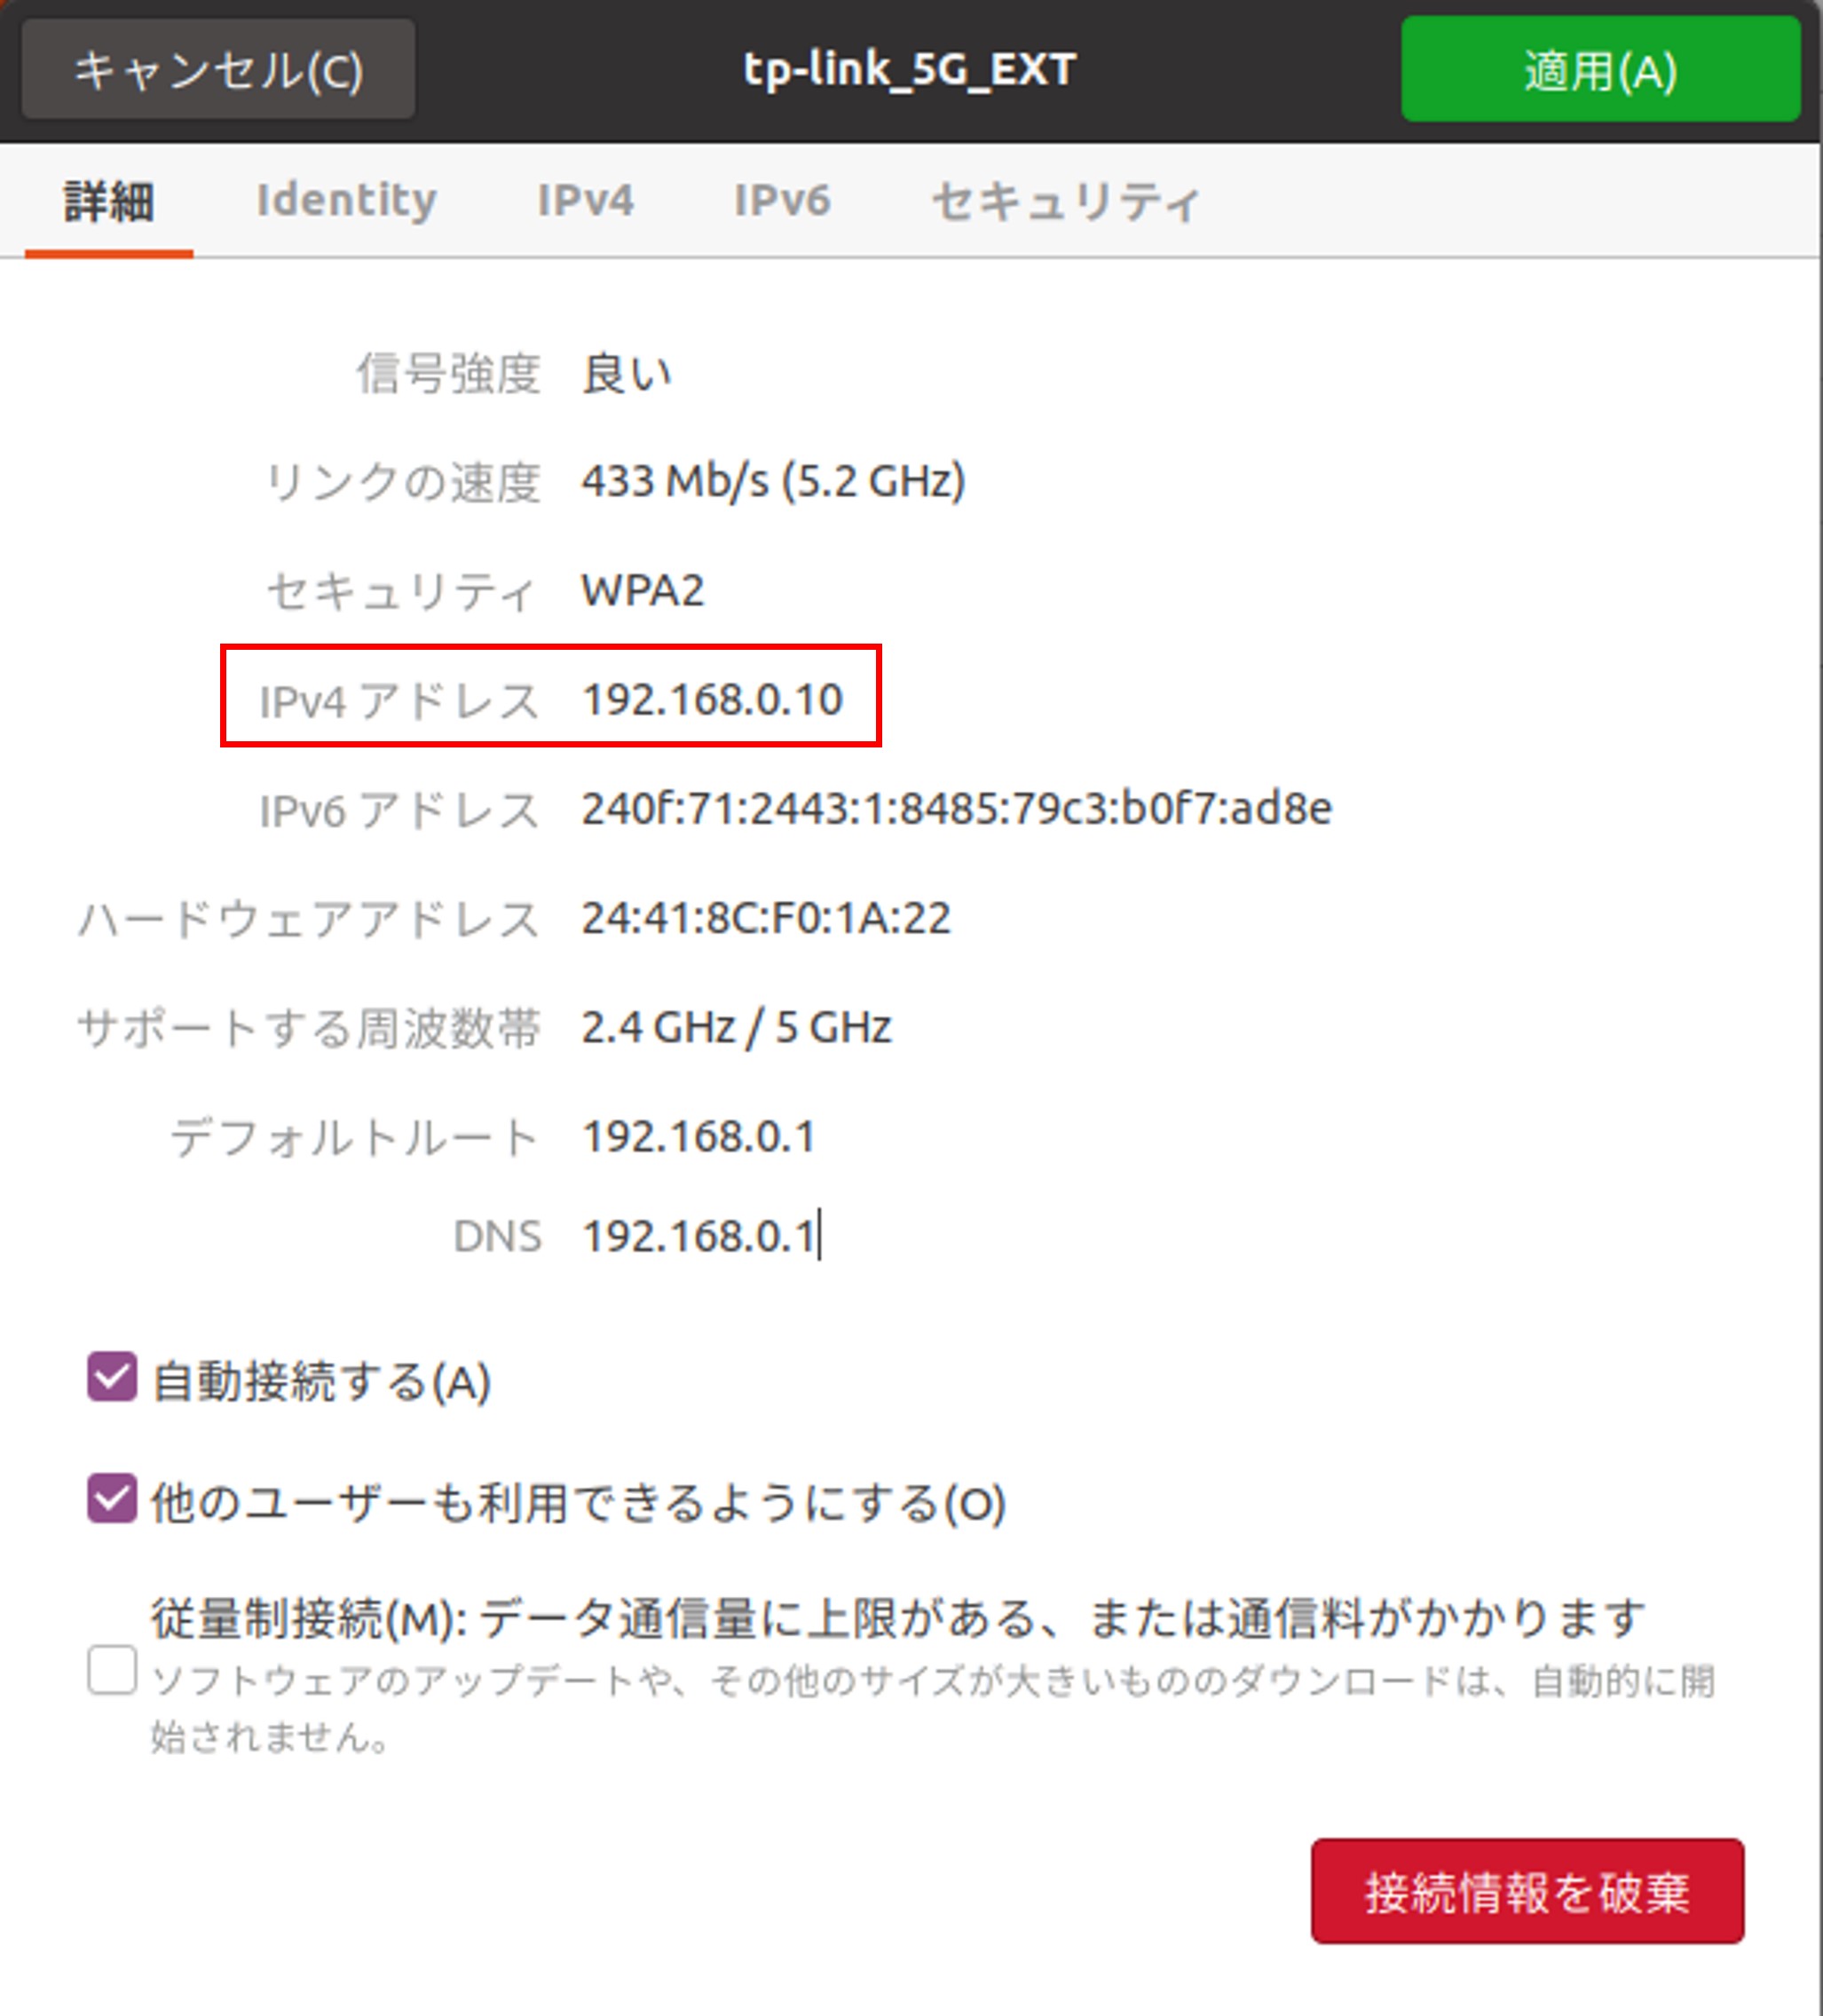 キャンセル(C)
tp-link_5G_EXT
適用(A)
詳細 Identity IPv4 IPv6 セキュリティ
信号強度 良い
リンクの速度 433 Mb/s (5.2 GHz)
セキュリティ WPA2
IPv4 アドレス 192.168.0.10
IPv6 アドレス 240f:71:2443:1:8485:79c3:b0f7:ad8e
ハードウェアアドレス 24:41:8C:F0:1A:22
サポートする周波数帯 2.4 GHz / 5 GHz
デフォルトルート 192.168.0.1
DNS 192.168.0.1
自動接続する(A)
他のユーザーも利用できるようにする(O)
従量制接続(M): データ通信量に上限がある、または通信料がかかります
ソフトウェアのアップデートや、その他のサイズが大きいもののダウンロードは、自動的に開
始されません。
接続情報を破棄